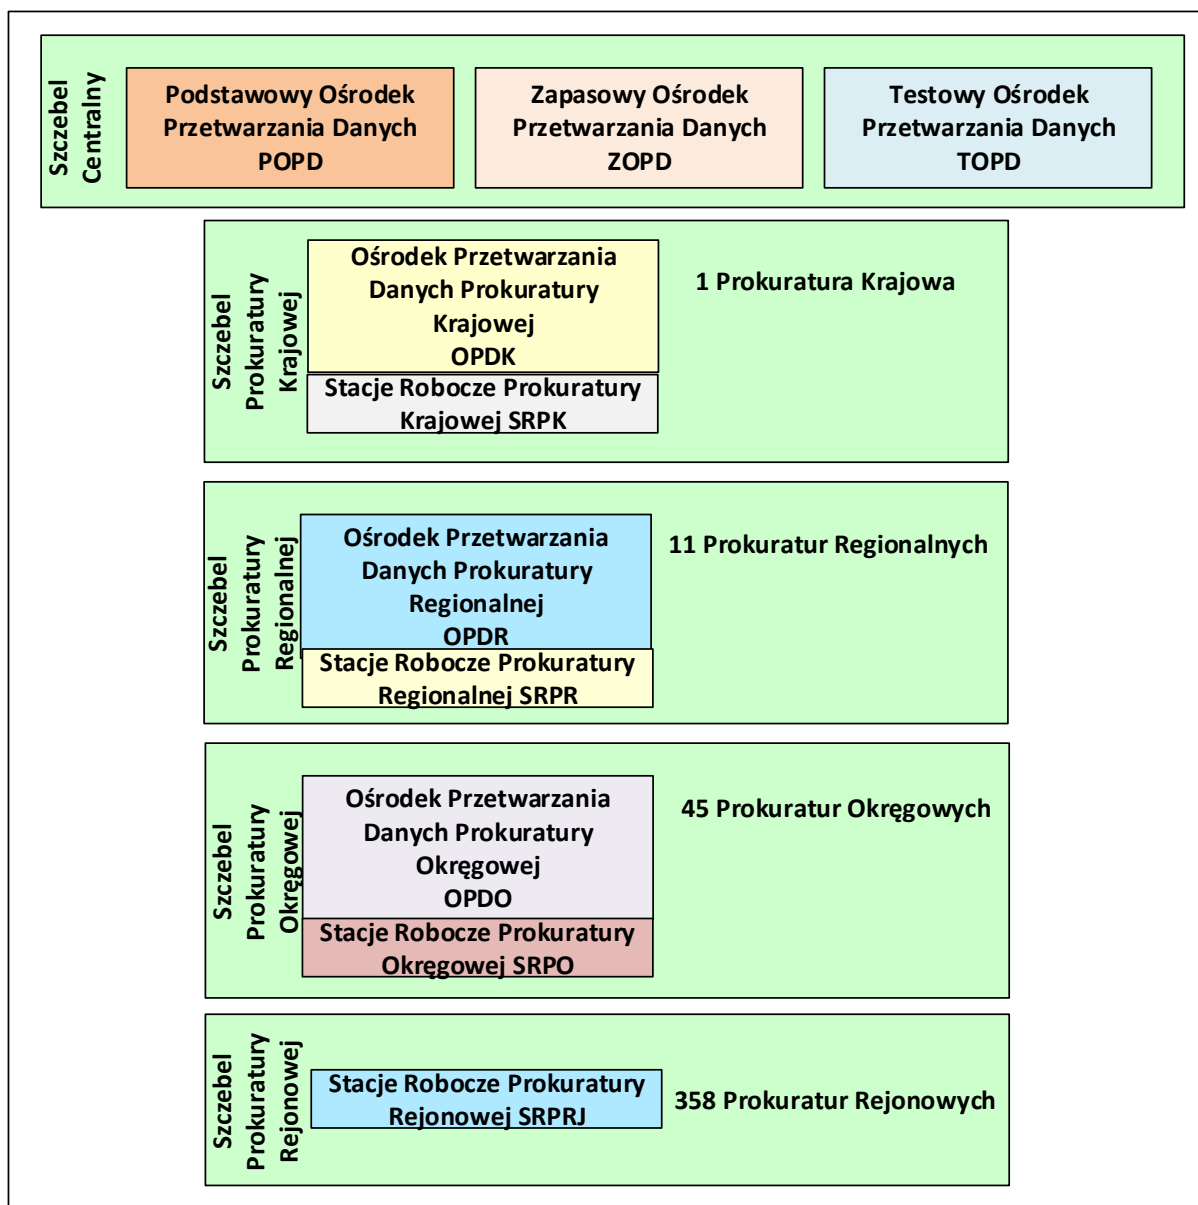 Szczebel
Centralny
Podstawowy Ośrodek
Przetwarzania Danych
POPD
Zapasowy Ośrodek
Przetwarzania Danych
ZOPD
Testowy Ośrodek
Przetwarzania Danych
TOPD
Szczebel
Prokuratury
Krajowej
Ośrodek Przetwarzania
Danych Prokuratury
Krajowej
OPDK
Stacje Robocze Prokuratury
Krajowej SRPK
1 Prokuratura Krajowa
Szczebel
Prokuratury
Regionalnej
Ośrodek Przetwarzania
Danych Prokuratury
Regionalnej
OPDR
Stacje Robocze Prokuratury
Regionalnej SRPR
11 Prokuratur Regionalnych
Szczebel
Prokuratury
Okręgowej
Ośrodek Przetwarzania
Danych Prokuratury
Okręgowej
OPDO
Stacje Robocze Prokuratury
Okręgowej SRPO
45 Prokuratur Okręgowych
Szczebel
Prokuratury
Rejonowej
Stacje Robocze Prokuratury
Rejonowej SRPRJ
358 Prokuratur Rejonowych